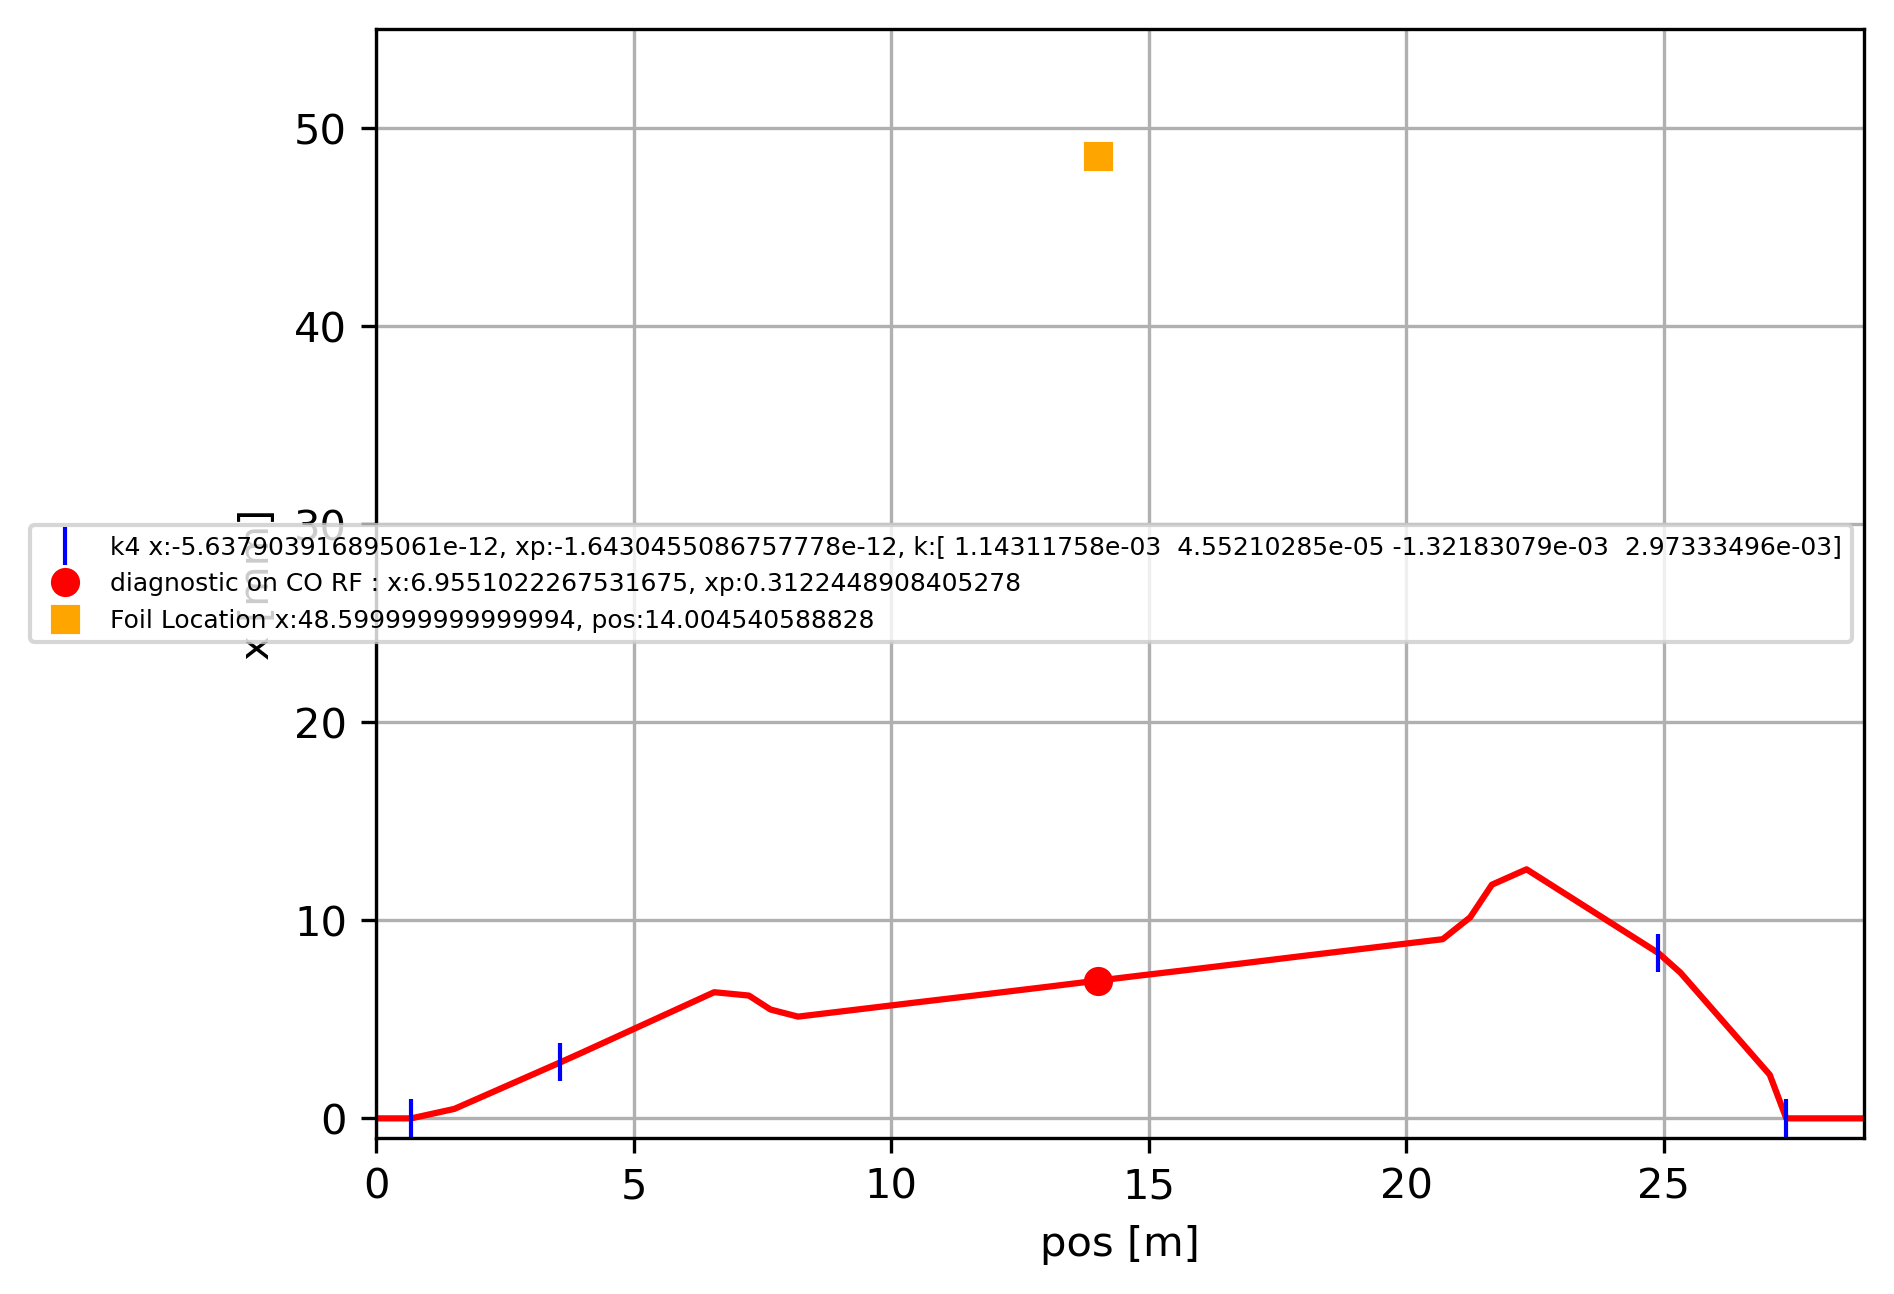 50
40
30
k4 x:-5.637903916895061e-12, xp:-1.6430455086757778e-12, k:[ 1.14311758e-03  4.55210285e-05 -1.32183079e-03  2.97333496e-03]
diagnostic on CO RF : x:6.9551022267531675, xp:0.3122448908405278
Foil Location x:48.599999999999994, pos:14.004540588828
x [mm]
20
10
0
0 5 10 15 20 25
pos [m]